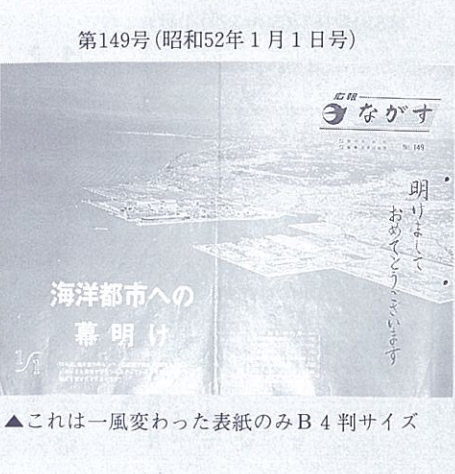 第149号(昭和52年1月1日号)
広報
ながす
No.149
明けまして
おめでとうございます
海洋都市への
幕明け
1/1
▲これは一風変わった表紙のみB4判サイズ